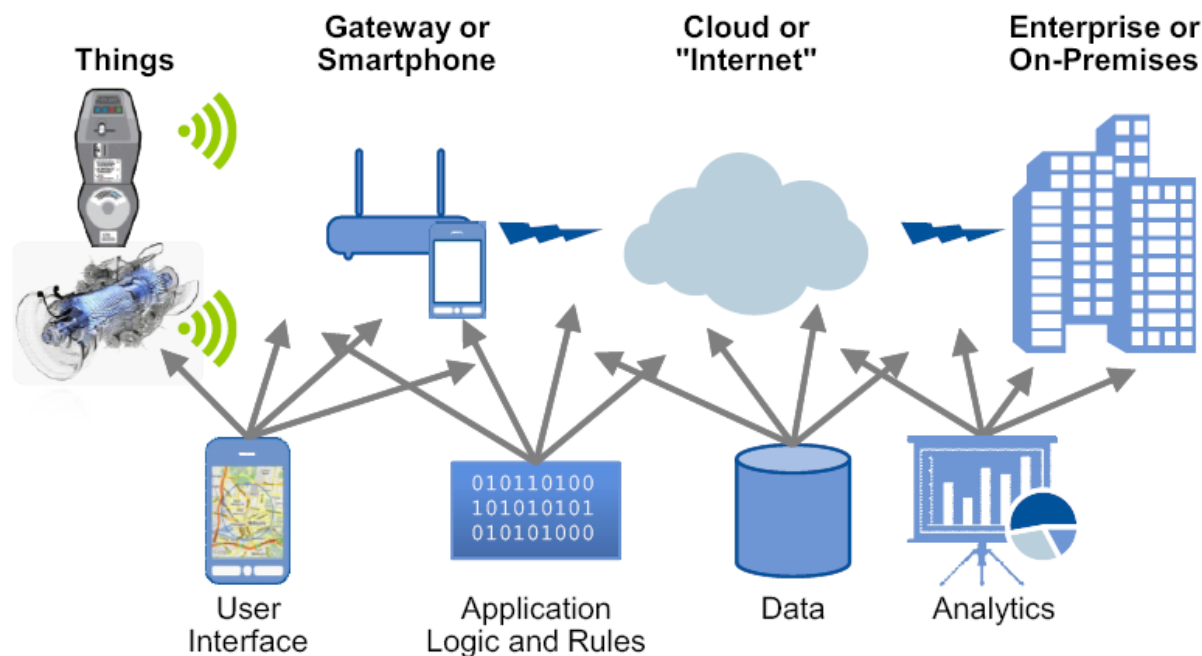 Things
Gateway or
Smartphone
Cloud or
"Internet"
Enterprise or
On-Premises
010110100
101010101
010101000
User
Interface
Application
Logic and Rules
Data
Analytics